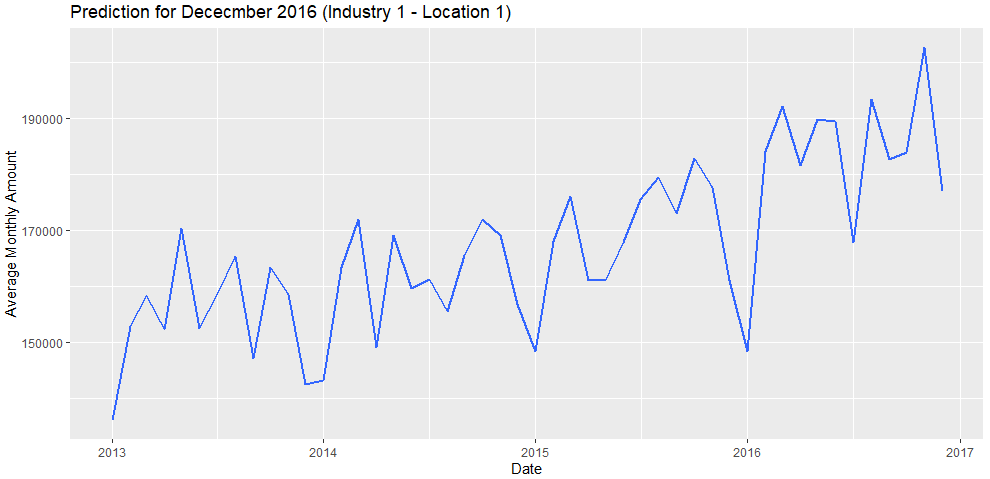 Prediction for Dececmber 2016 (Industry 1 - Location 1)
Average Monthly Amount
190000
170000
150000
2013
2014
2015
2016
2017
Date